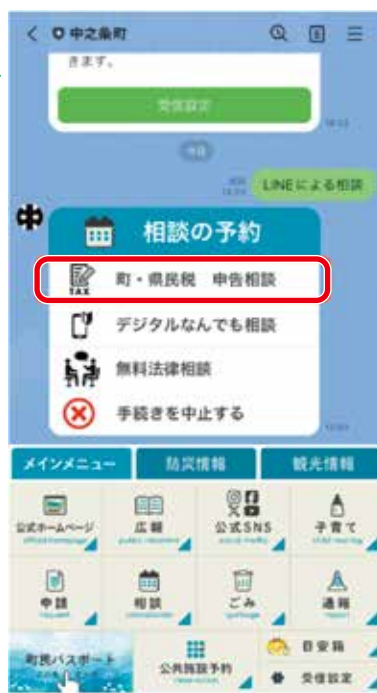 中之条町
きます。
受信設定
今日
LINEによる相談
中
相談の予約
TAX
町・県民税 申告相談
デジタルなんでも相談
無料法律相談
手続きを中止する
メインメニュー
防災情報
観光情報
公式ホームページ
広報
公式SNS
子育て
申請
相談
ごみ
通報
町民パスポート
公共施設予約
目安箱
受信設定